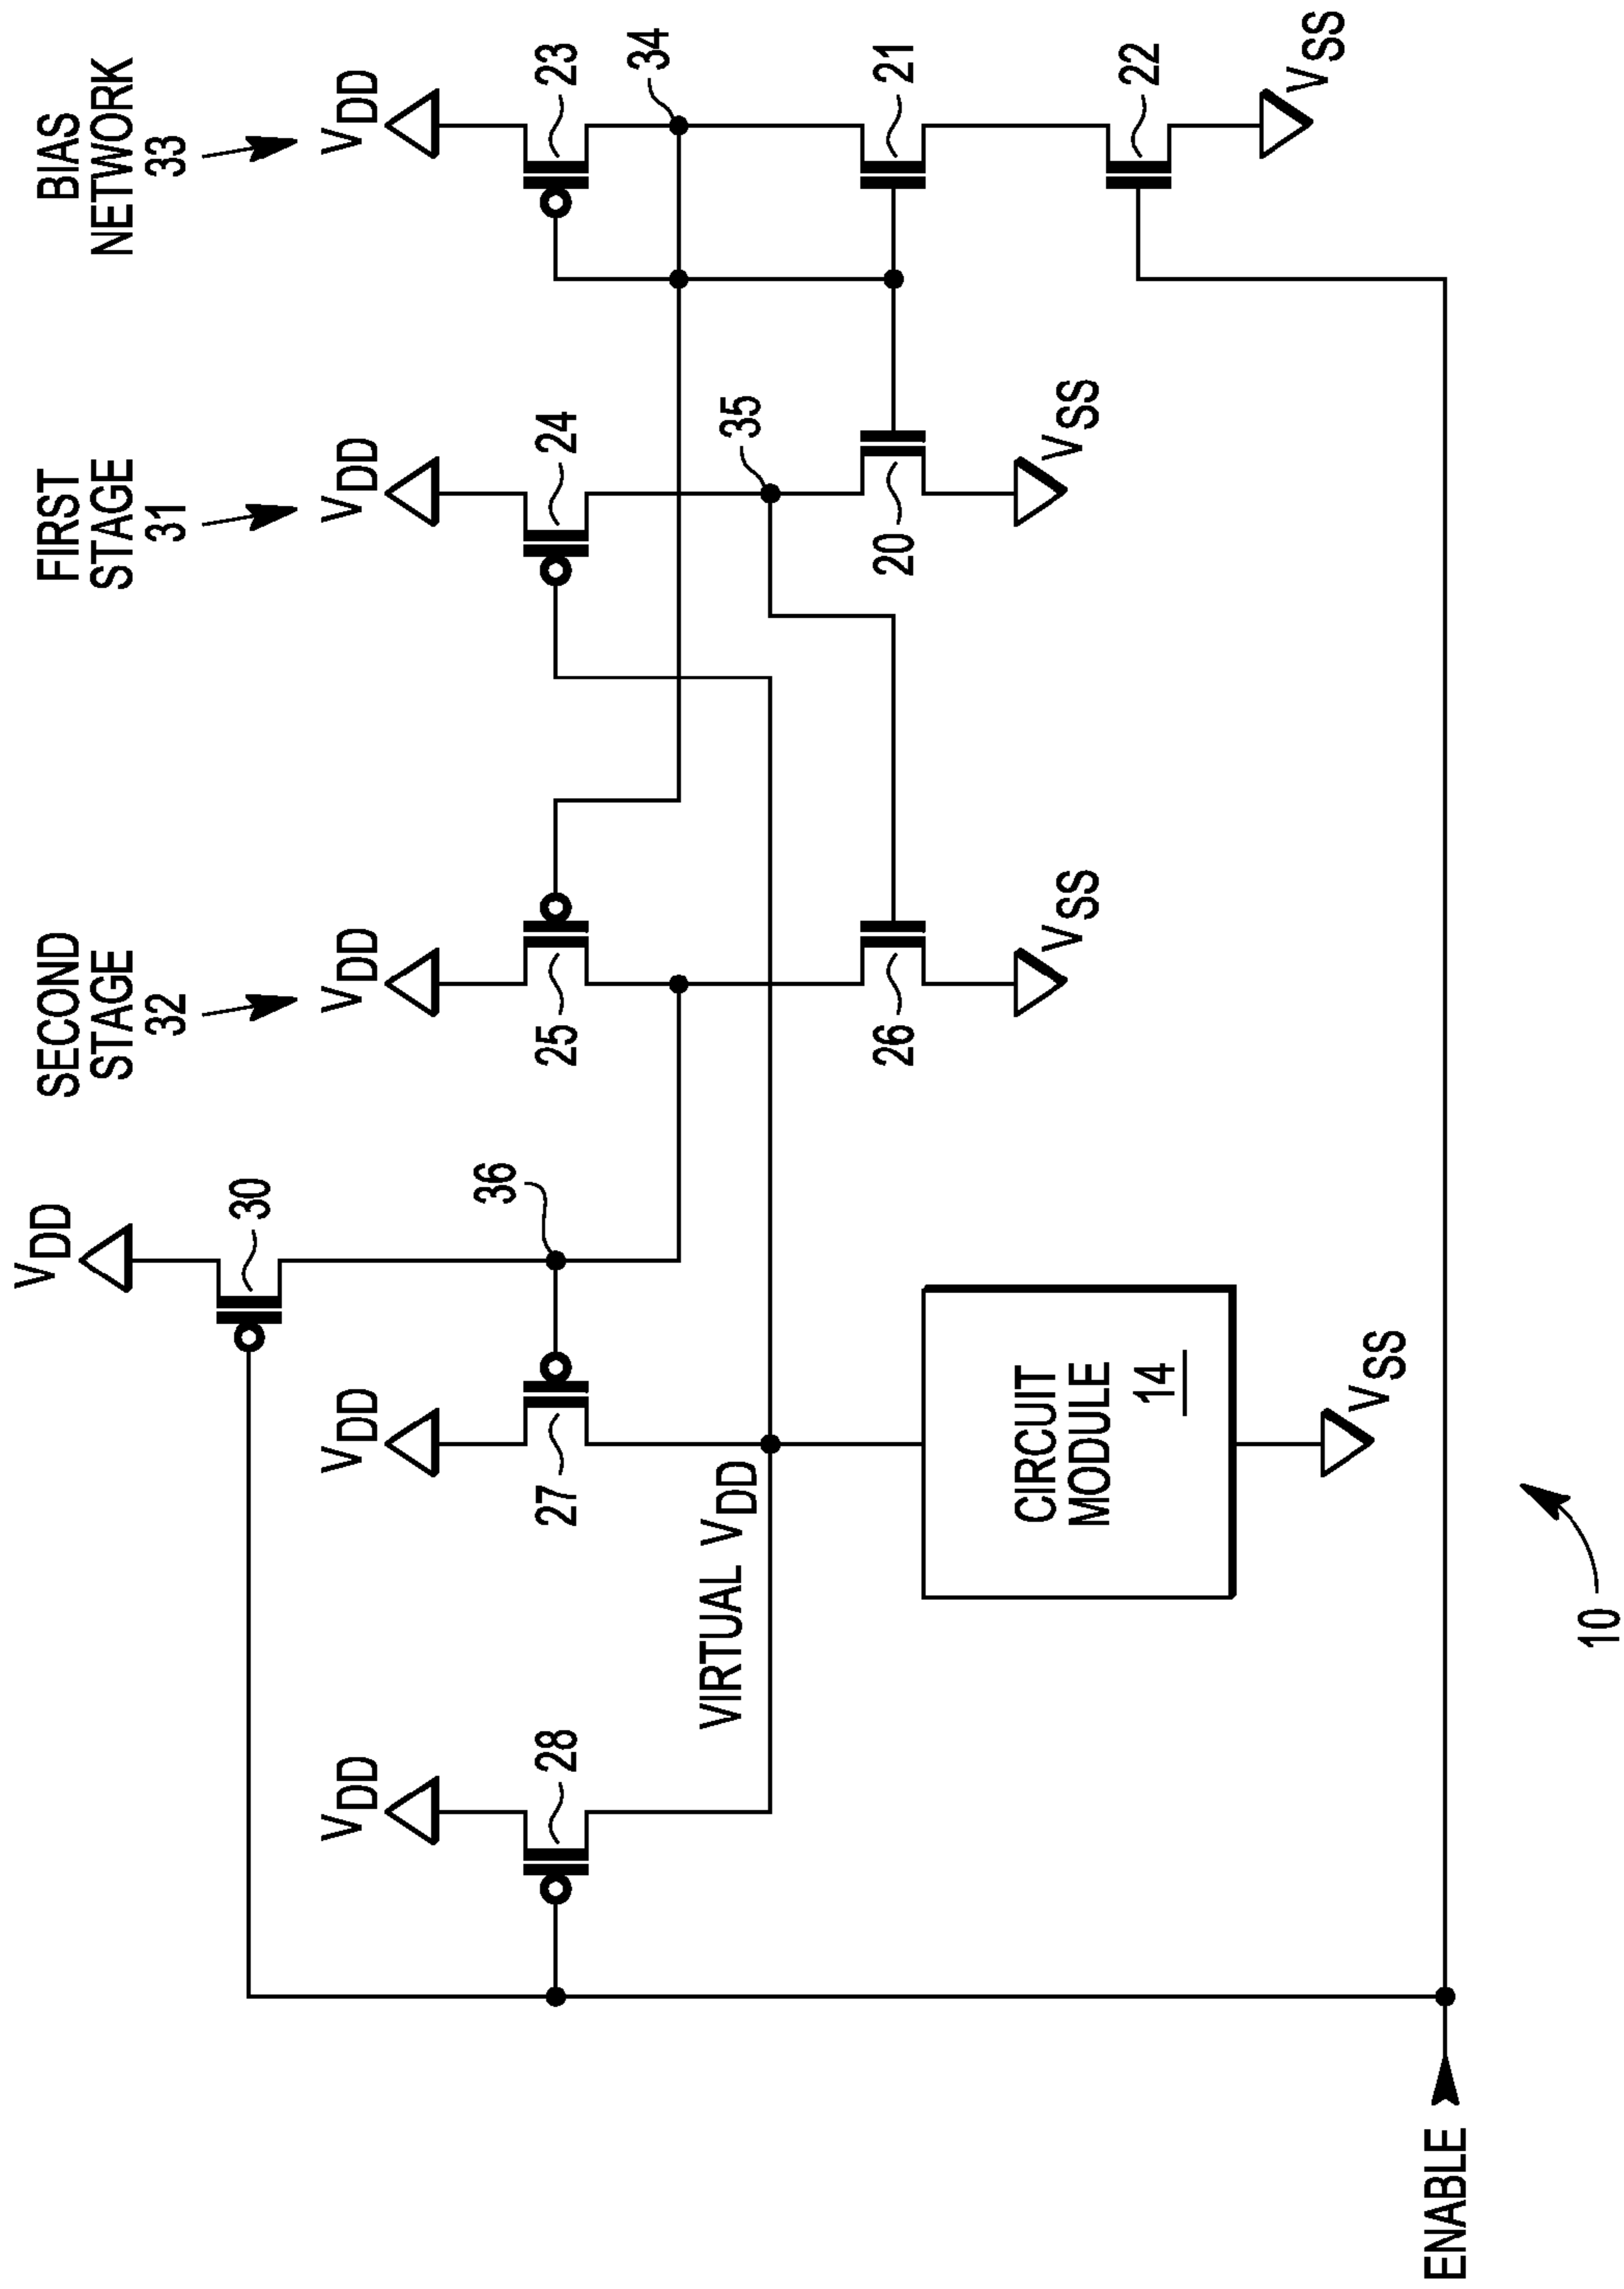 BIAS
NETWORK
33
FIRST
STAGE
31
SECOND
STAGE
32
VDD
30
VDD
28
VDD
27
36
VDD
25
VDD
24
VDD
23
34
35
VIRTUAL VDD
26
20
21
CIRCUIT
MODULE
14
VSS
VSS
VSS
22
VSS
ENABLE
10